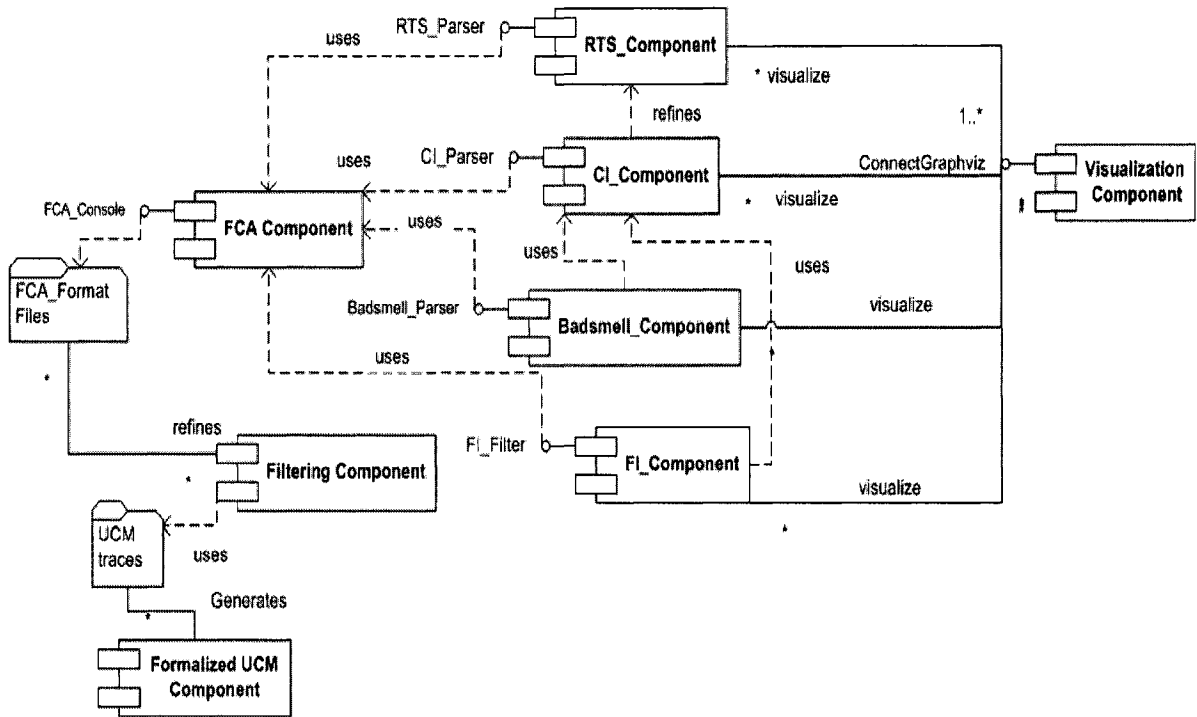 RTS_Parser
uses
RTS_Component
* visualize
refines
1..*
CI_Parser
uses
CI_Component
ConnectGraphviz
Visualization
Component
* visualize
FCA_Console
FCA Component
uses
uses
uses
FCA_Format
Files
Badsmell_Parser
Badsmell_Component
visualize
uses
*
*
refines
FI_Filter
FI_Component
Filtering Component
*
visualize
*
UCM
traces
uses
Generates
*
Formalized UCM
Component